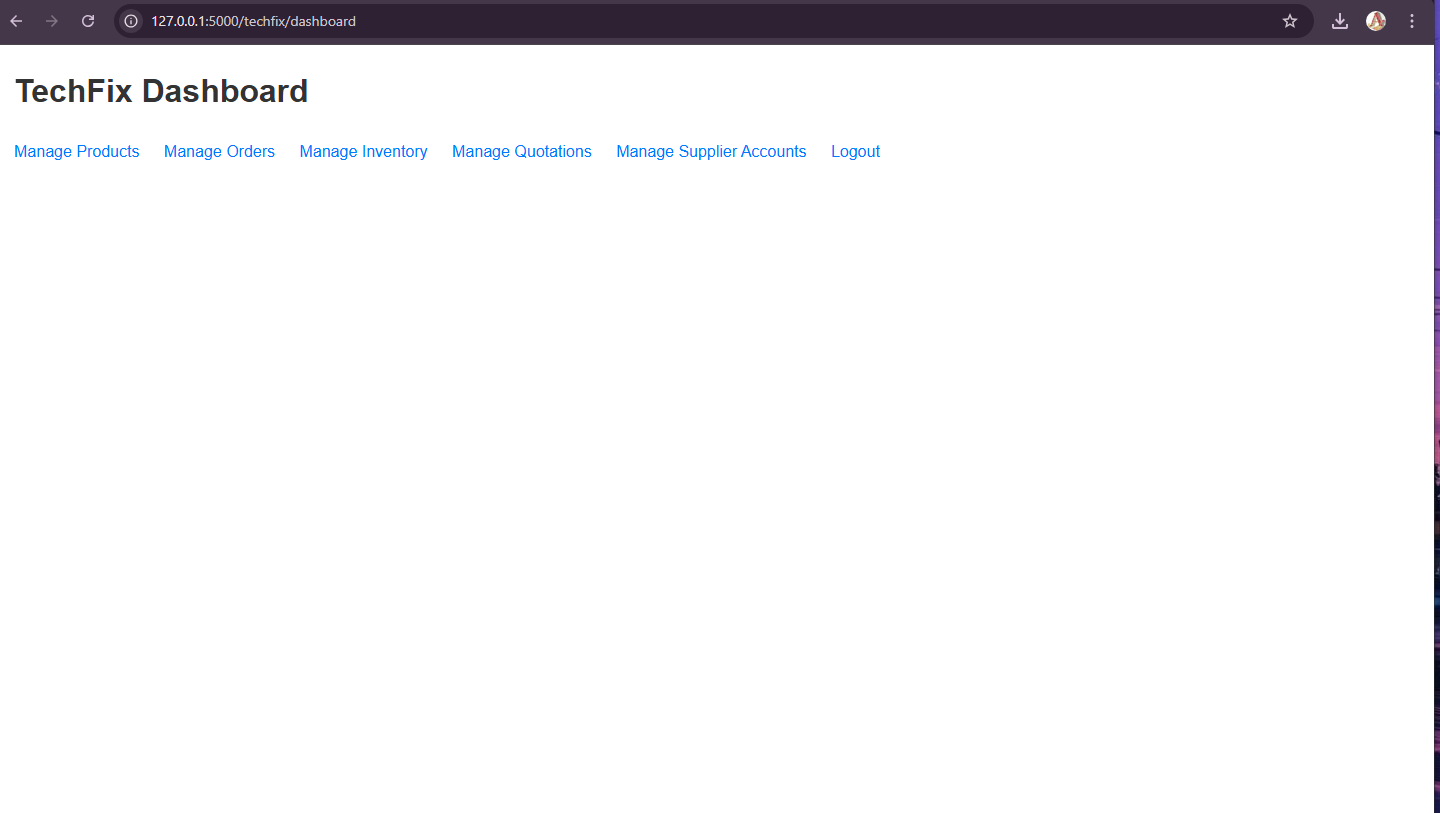 127.0.0.1:5000/techfix/dashboard
TechFix Dashboard
Manage Products Manage Orders Manage Inventory Manage Quotations Manage Supplier Accounts Logout